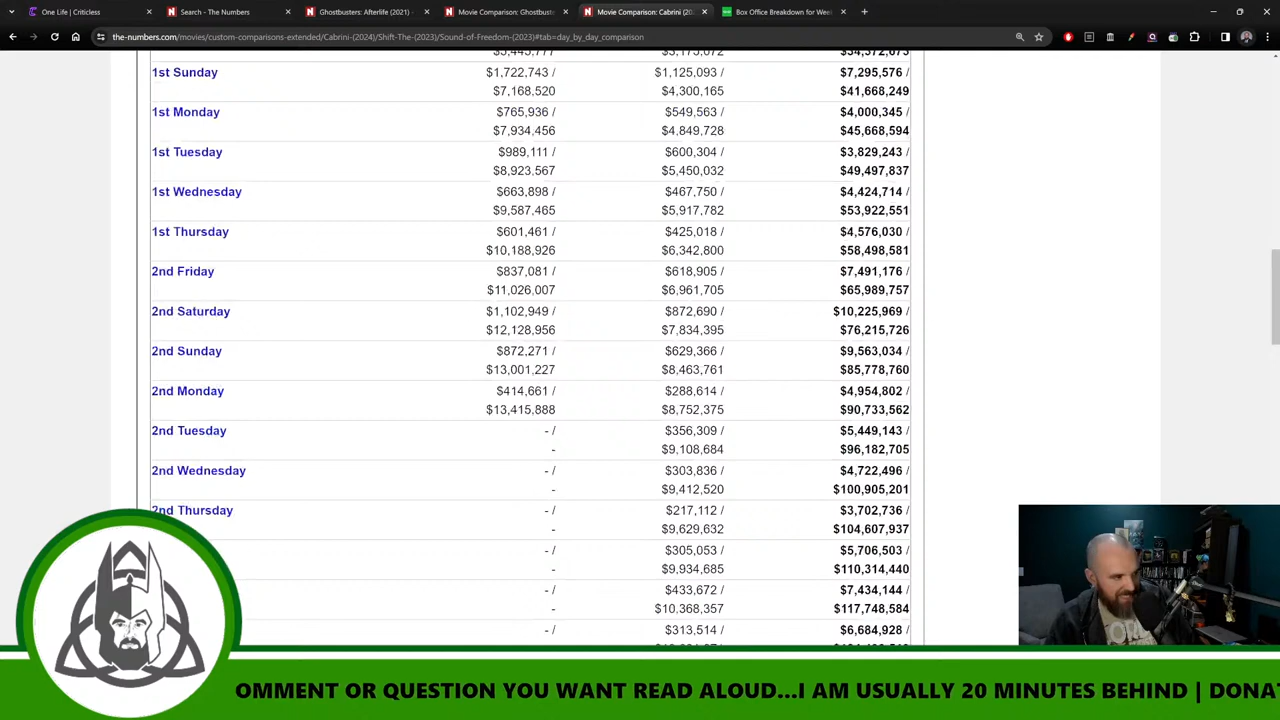 One Life | Criticless
Search - The Numbers
Ghostbusters: Afterlife (2021) -
Movie Comparison: Ghostbuste
Movie Comparison: Cabrini (20
Box Office Breakdown for Wee
the-numbers.com/movies/custom-comparisons-extended/Cabrini-(2024)/Shift-The-(2023)/Sound-of-Freedom-(2023)#tab=day_by_day_comparison
1st Sunday $1,722,743 / $1,125,093 / $7,295,576 /
$7,168,520 $4,300,165 $41,668,249
1st Monday $765,936 / $549,563 / $4,000,345 /
$7,934,456 $4,849,728 $45,668,594
1st Tuesday $989,111 / $600,304 / $3,829,243 /
$8,923,567 $5,450,032 $49,497,837
1st Wednesday $663,898 / $467,750 / $4,424,714 /
$9,587,465 $5,917,782 $53,922,551
1st Thursday $601,461 / $425,018 / $4,576,030 /
$10,188,926 $6,342,800 $58,498,581
2nd Friday $837,081 / $618,905 / $7,491,176 /
$11,026,007 $6,961,705 $65,989,757
2nd Saturday $1,102,949 / $872,690 / $10,225,969 /
$12,128,956 $7,834,395 $76,215,726
2nd Sunday $872,271 / $629,366 / $9,563,034 /
$13,001,227 $8,463,761 $85,778,760
2nd Monday $414,661 / $288,614 / $4,954,802 /
$13,415,888 $8,752,375 $90,733,562
2nd Tuesday - / $356,309 / $5,449,143 /
- $9,108,684 $96,182,705
2nd Wednesday - / $303,836 / $4,722,496 /
- $9,412,520 $100,905,201
2nd Thursday - / $217,112 / $3,702,736 /
- $9,629,632 $104,607,937
- / $305,053 / $5,706,503 /
- $9,934,685 $110,314,440
- / $433,672 / $7,434,144 /
- $10,368,357 $117,748,584
- / $313,514 / $6,684,928 /
OMMENT OR QUESTION YOU WANT READ ALOUD...I AM USUALLY 20 MINUTES BEHIND | DONA